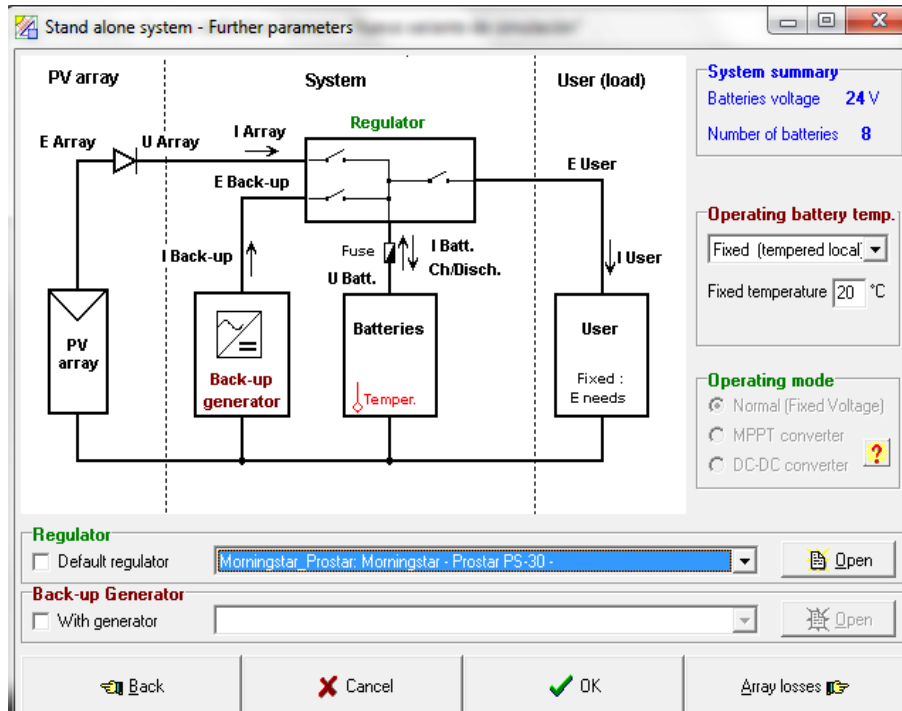 Stand alone system - Further parameters "nueva variante de simulación"
PV array
System
User (load)
E Array
U Array
I Array
Regulator
E Back-up
E User
I Back-up
Fuse
I Batt.
Ch/Disch.
U Batt.
I User
PV
array
Back-up
generator
Batteries
Temper.
User
Fixed :
E needs
System summary
Batteries voltage 24 V
Number of batteries 8
Operating battery temp.
Fixed (tempered local)
Fixed temperature 20 °C
Operating mode
Normal (Fixed Voltage)
MPPT converter
DC-DC converter
?
Regulator
Default regulator
Morningstar_Prostar: Morningstar - Prostar PS-30 -
Open
Back-up Generator
With generator
Open
Back
Cancel
OK
Array losses